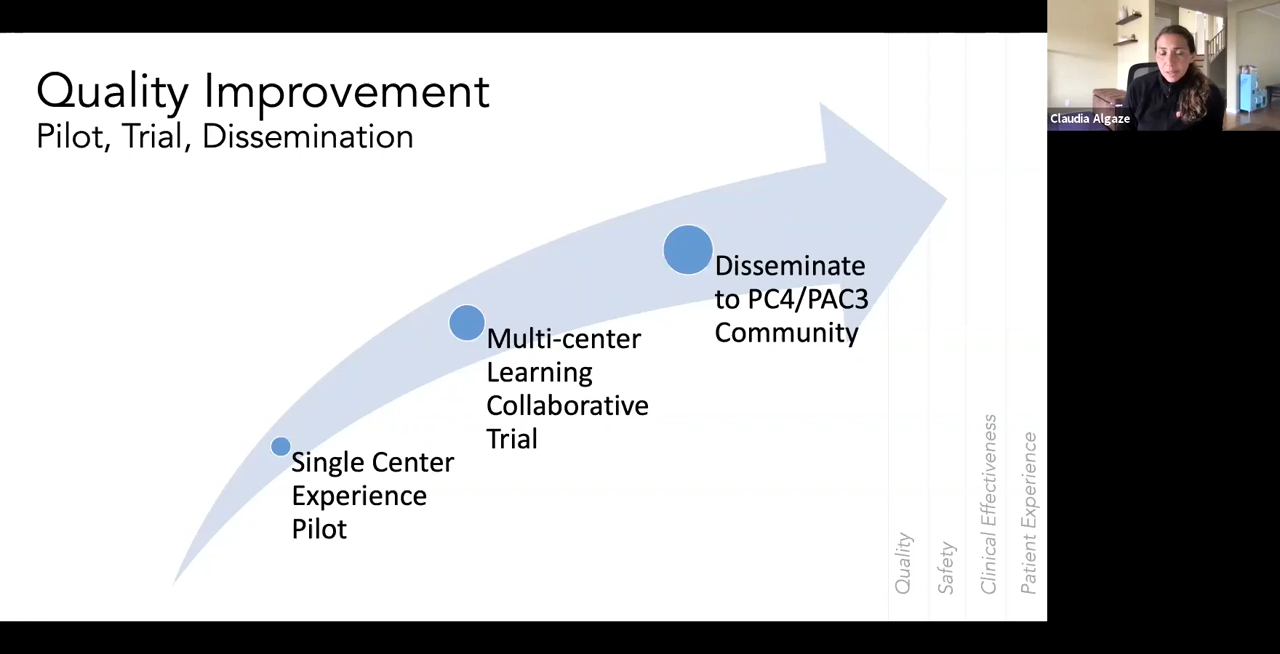 Quality Improvement
Pilot, Trial, Dissemination
Single Center
Experience
Pilot
Multi-center
Learning
Collaborative
Trial
Disseminate
to PC4/PAC3
Community
Quality
Safety
Clinical Effectiveness
Patient Experience
Claudia Algaze